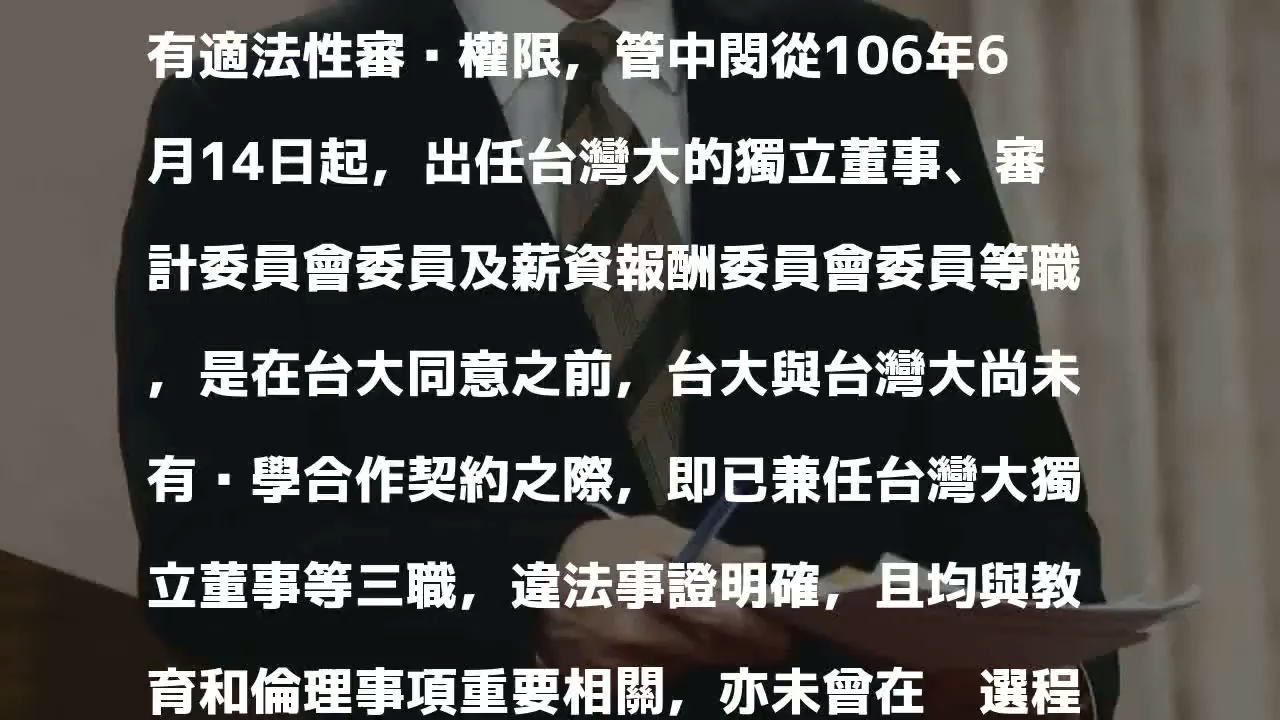 有適法性審▪權限，管中閔從106年6
月14日起，出任台灣大的獨立董事、審
計委員會委員及薪資報酬委員會委員等職
，是在台大同意之前，台大與台灣大尚未
有▪學合作契約之際，即已兼任台灣大獨
立董事等三職，違法事證明確，且均與教
育和倫理事項重要相關，亦未曾在　選程